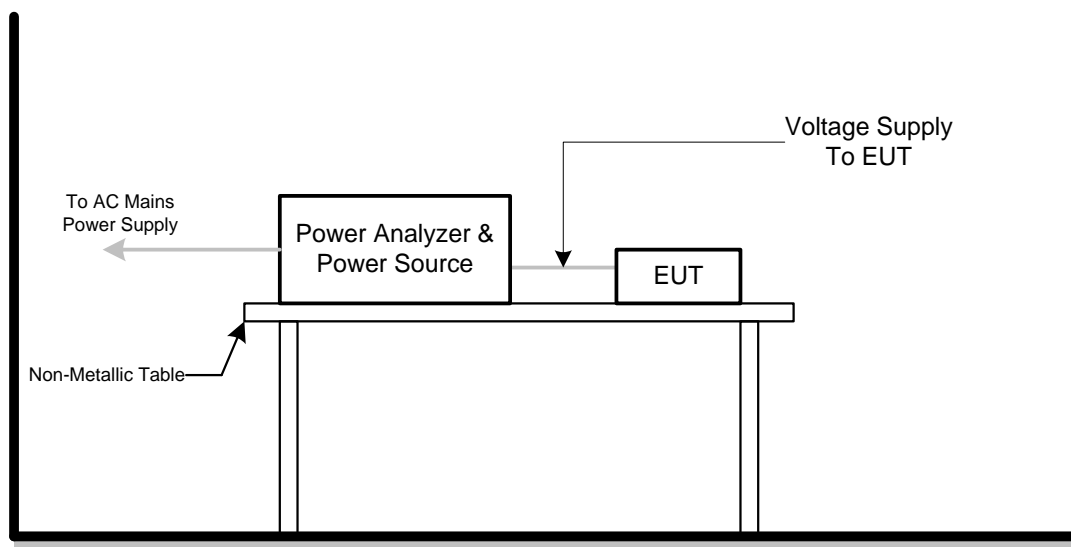 Voltage Supply
To EUT
To AC Mains
Power Supply
Power Analyzer &
Power Source
EUT
Non-Metallic Table